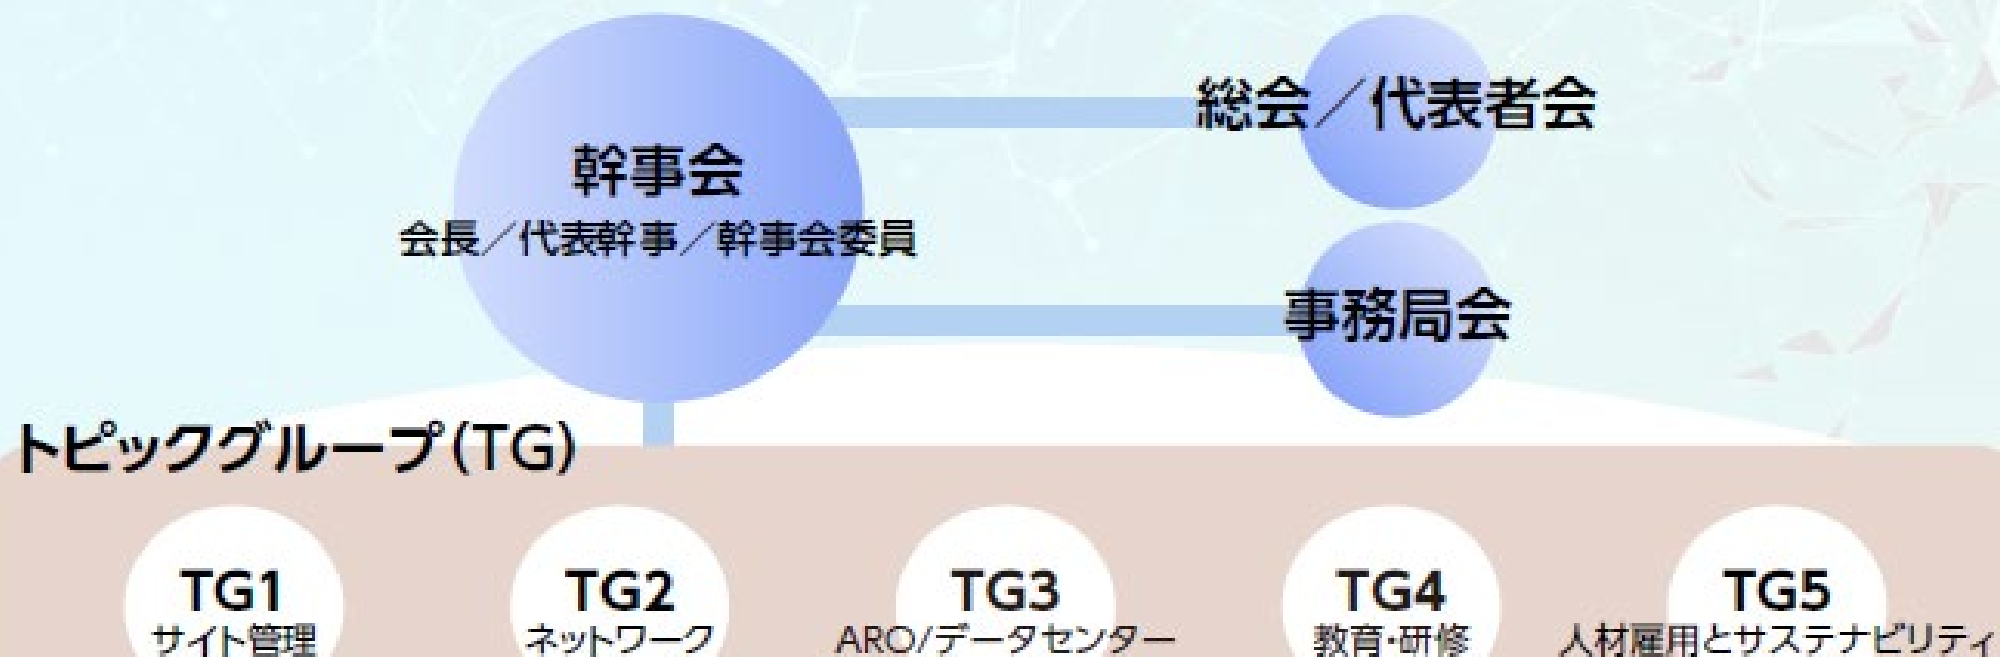 総会／代表者会
幹事会
会長／代表幹事／幹事会委員
事務局会
トピックグループ(TG)
TG1
サイト管理
TG2
ネットワーク
TG3
ARO/データセンター
TG4
教育・研修
TG5
人材雇用とサステナビリティ